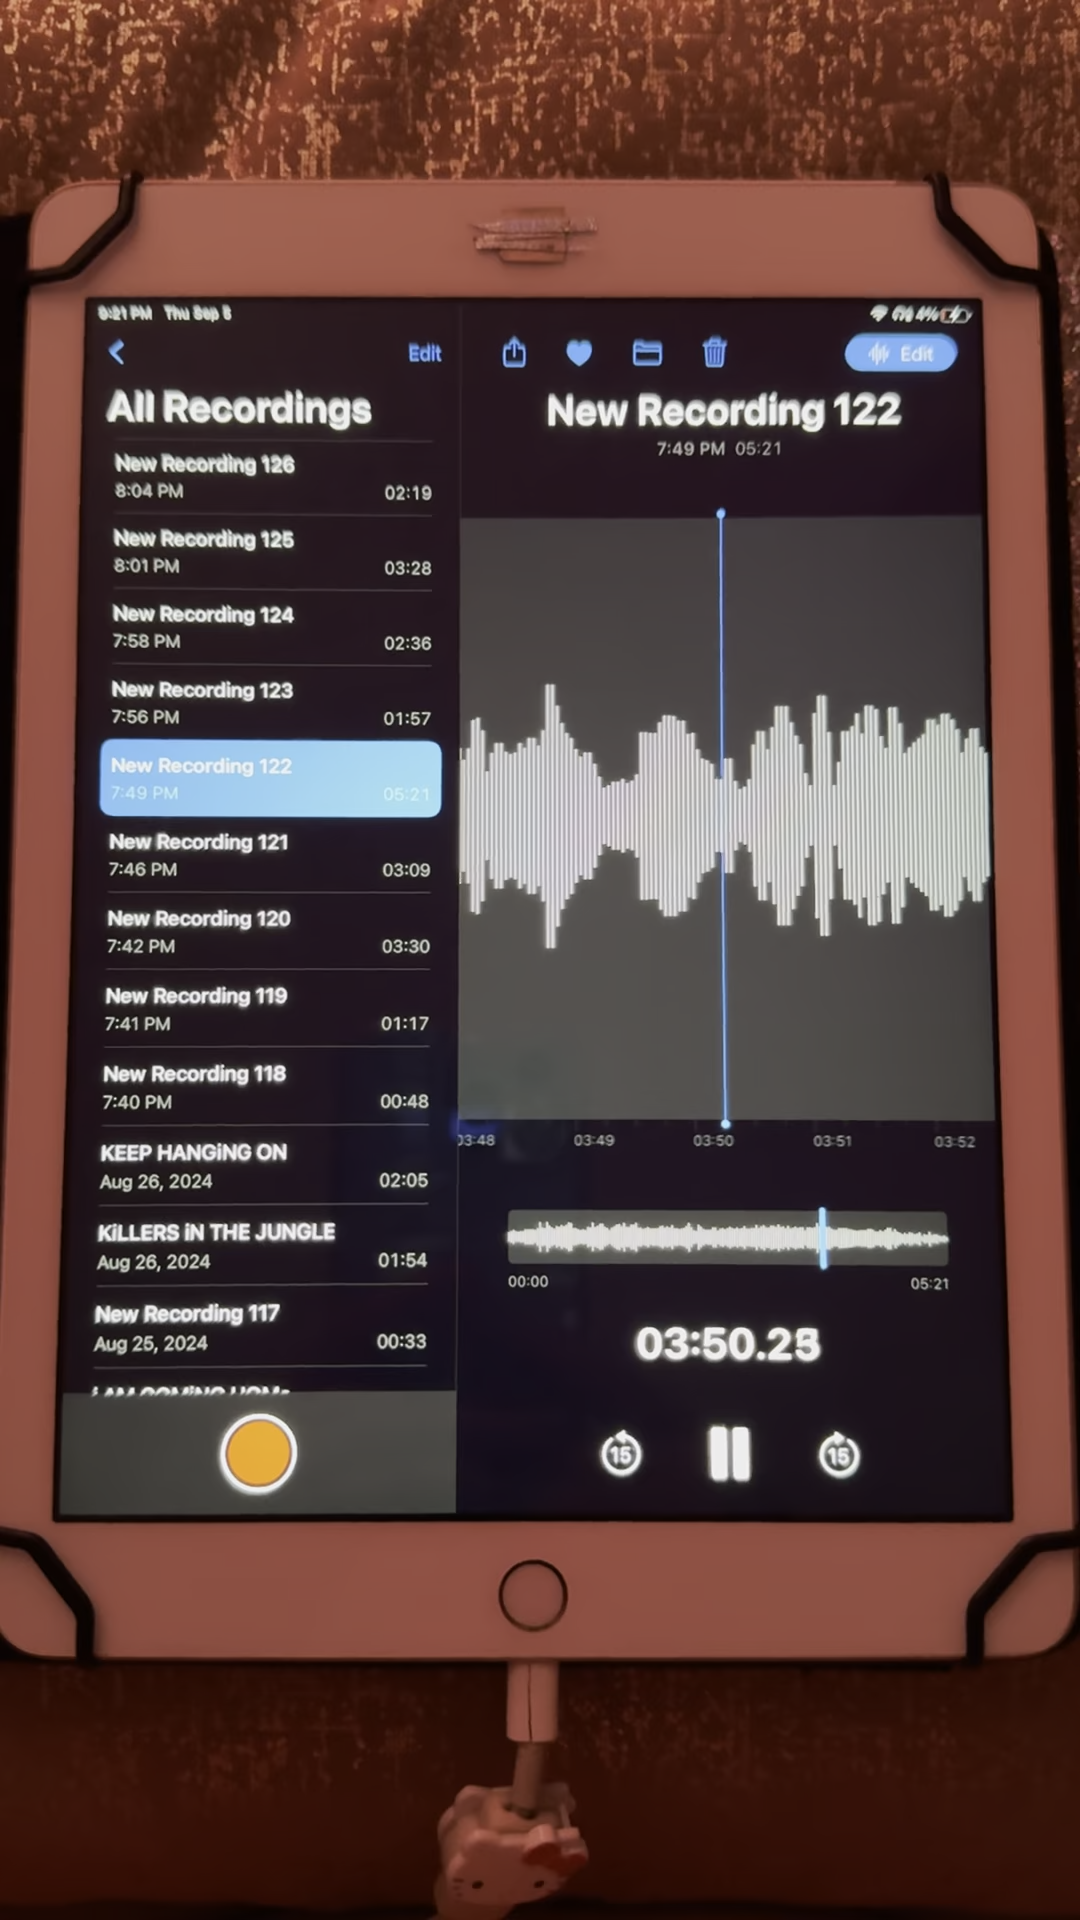 Thu Sep 5
Edit
All Recordings
New Recording 126
8:04 PM 02:19
New Recording 125
8:01 PM 03:28
New Recording 124
7:58 PM 02:36
New Recording 123
7:56 PM 01:57
New Recording 122
7:49 PM 05:21
New Recording 121
7:46 PM 03:09
New Recording 120
7:42 PM 03:30
New Recording 119
7:41 PM 01:17
New Recording 118
7:40 PM 00:48
KEEP HANGiNG ON
Aug 26, 2024 02:05
KiLLERS iN THE JUNGLE
Aug 26, 2024 01:54
New Recording 117
Aug 25, 2024 00:33
Edit
New Recording 122
7:49 PM 05:21
03:48 03:49 03:50 03:51 03:52
00:00 05:21
15 15